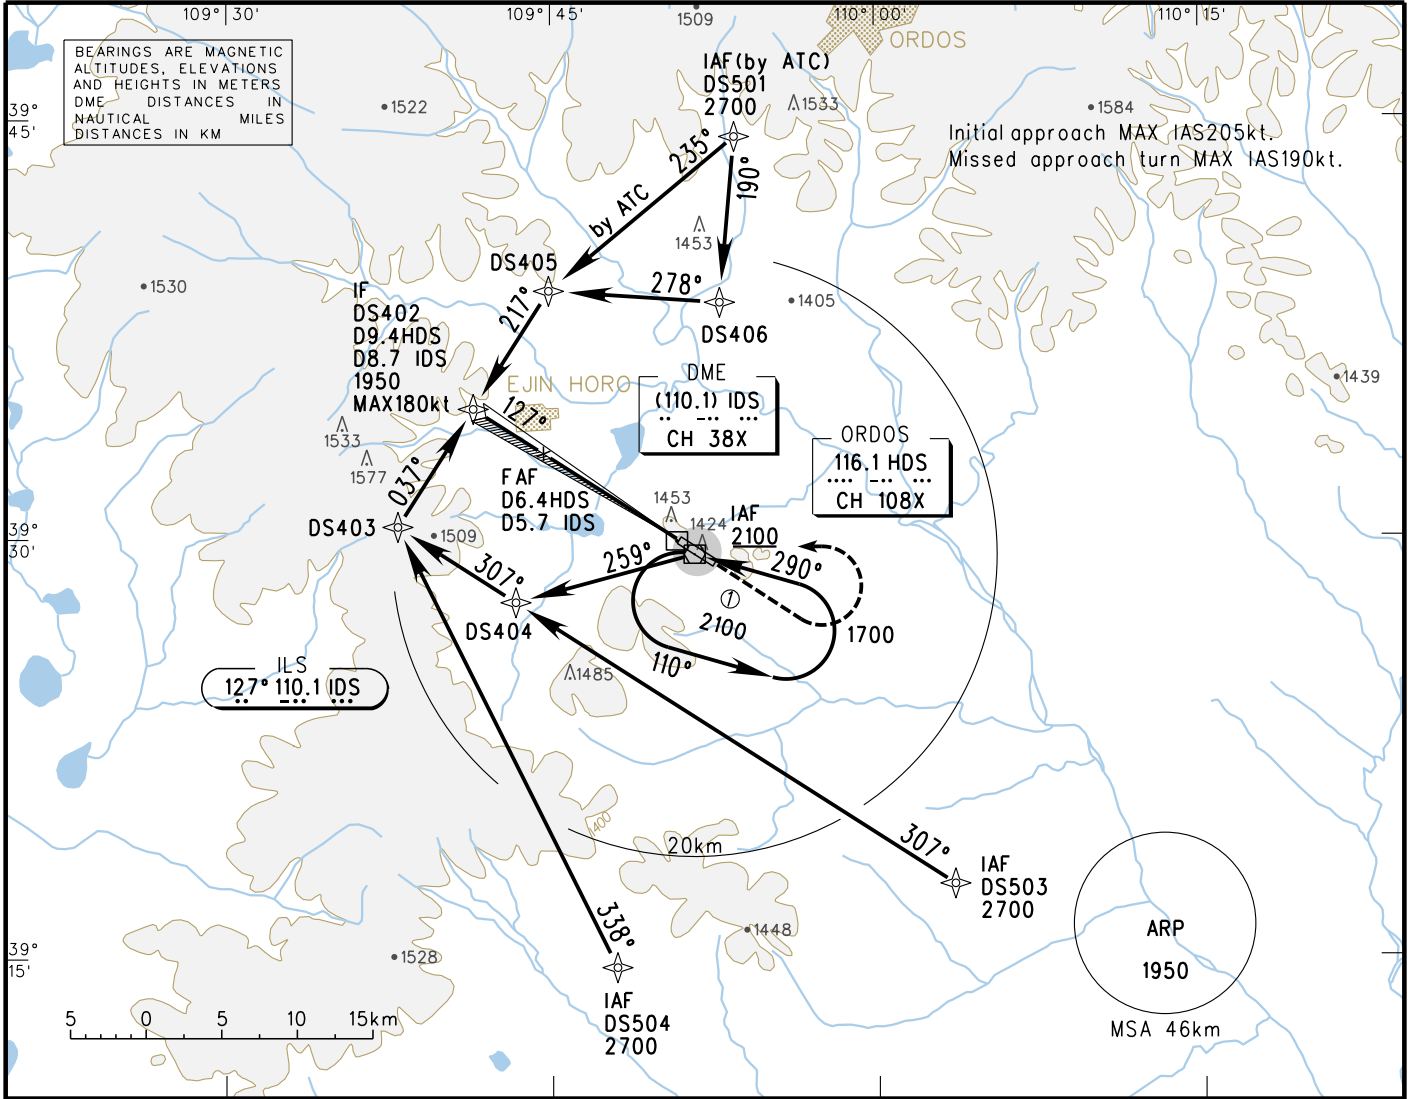 109° 30'
109° 45'
110° 00'
110° 15'
1509
ORDOS
BEARINGS ARE MAGNETIC
ALTITUDES, ELEVATIONS
AND HEIGHTS IN METERS
DME DISTANCES IN
NAUTICAL MILES
DISTANCES IN KM
IAF(by ATC)
DS501
2700
1533
1522
1584
39°
45'
Initial approach MAX IAS205kt.
Missed approach turn MAX IAS190kt.
235°
190°
by ATC
1453
DS405
278°
1530
IF
DS402
D9.4HDS
D8.7 IDS
1950
MAX180kt
217°
1405
DS406
EJIN HORO
DME
(110.1) IDS
CH 38X
1439
127°
1533
1577
ORDOS
116.1 HDS
CH 108X
037°
FAF
D6.4HDS
D5.7 IDS
1453
1424
IAF
2100
DS403
1509
39°
30'
259°
290°
307°
1
2100
1700
DS404
110°
1485
ILS
127° 110.1 IDS
1400
20km
307°
IAF
DS503
2700
338°
1448
ARP
1950
39°
15'
1528
IAF
DS504
2700
5 0 5 10 15km
MSA 46km